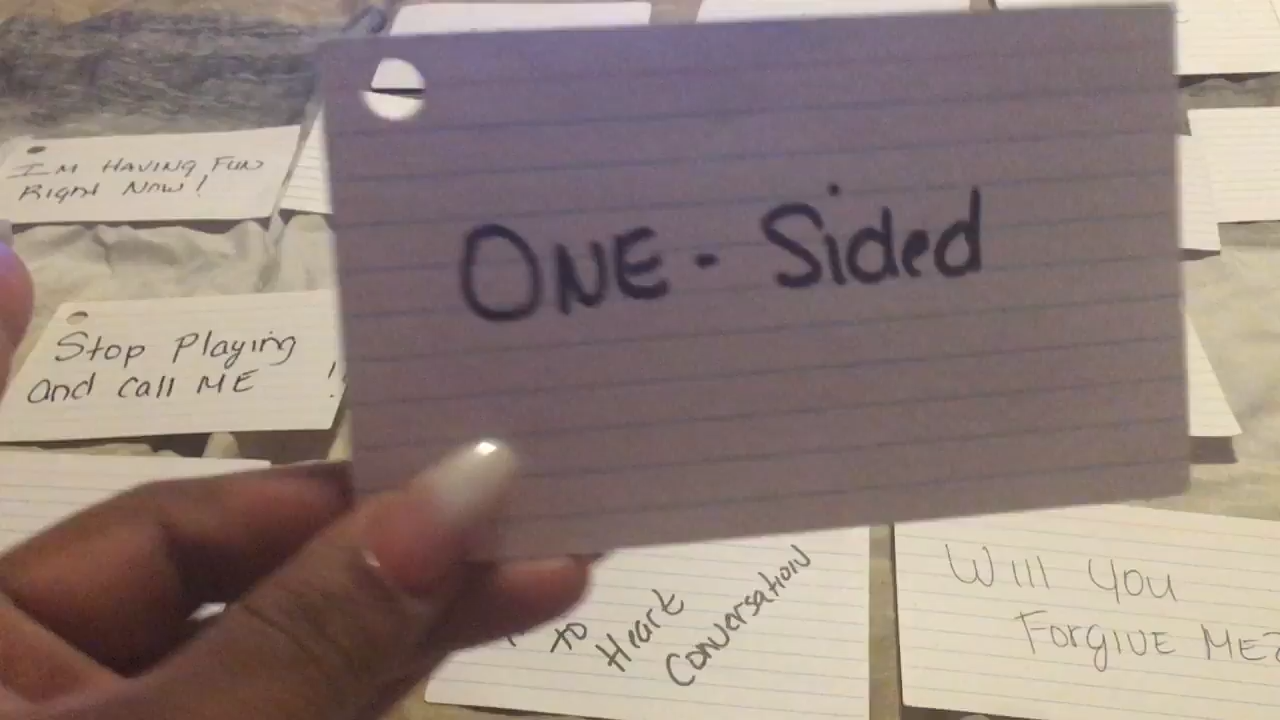 ONE - Sided
I'M HAVING FUN
Right Now!
Stop Playing
and call ME !
to
Heart
Conversation
Will you
ForgIVE ME?